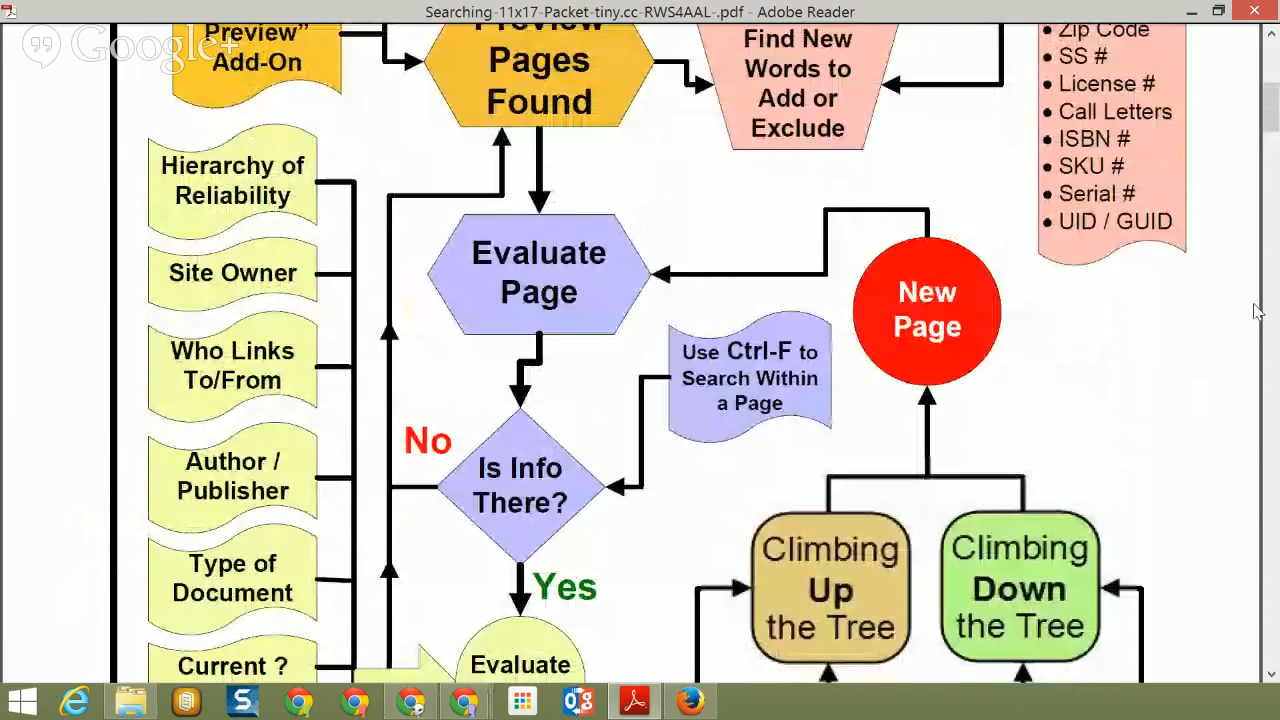 Searching-11x17-Packet-tiny.cc-RWS4AAL-.pdf - Adobe Reader
Google+
Preview”
Add-On
Preview
Pages
Found
Find New
Words to
Add or
Exclude
• Zip Code
• SS #
• License #
• Call Letters
• ISBN #
• SKU #
• Serial #
• UID / GUID
Hierarchy of
Reliability
Site Owner
Who Links
To/From
Author /
Publisher
Type of
Document
Current ?
Evaluate
Page
New
Page
Use Ctrl-F to
Search Within
a Page
No
Is Info
There?
Yes
Evaluate
Climbing
Up
the Tree
Climbing
Down
the Tree